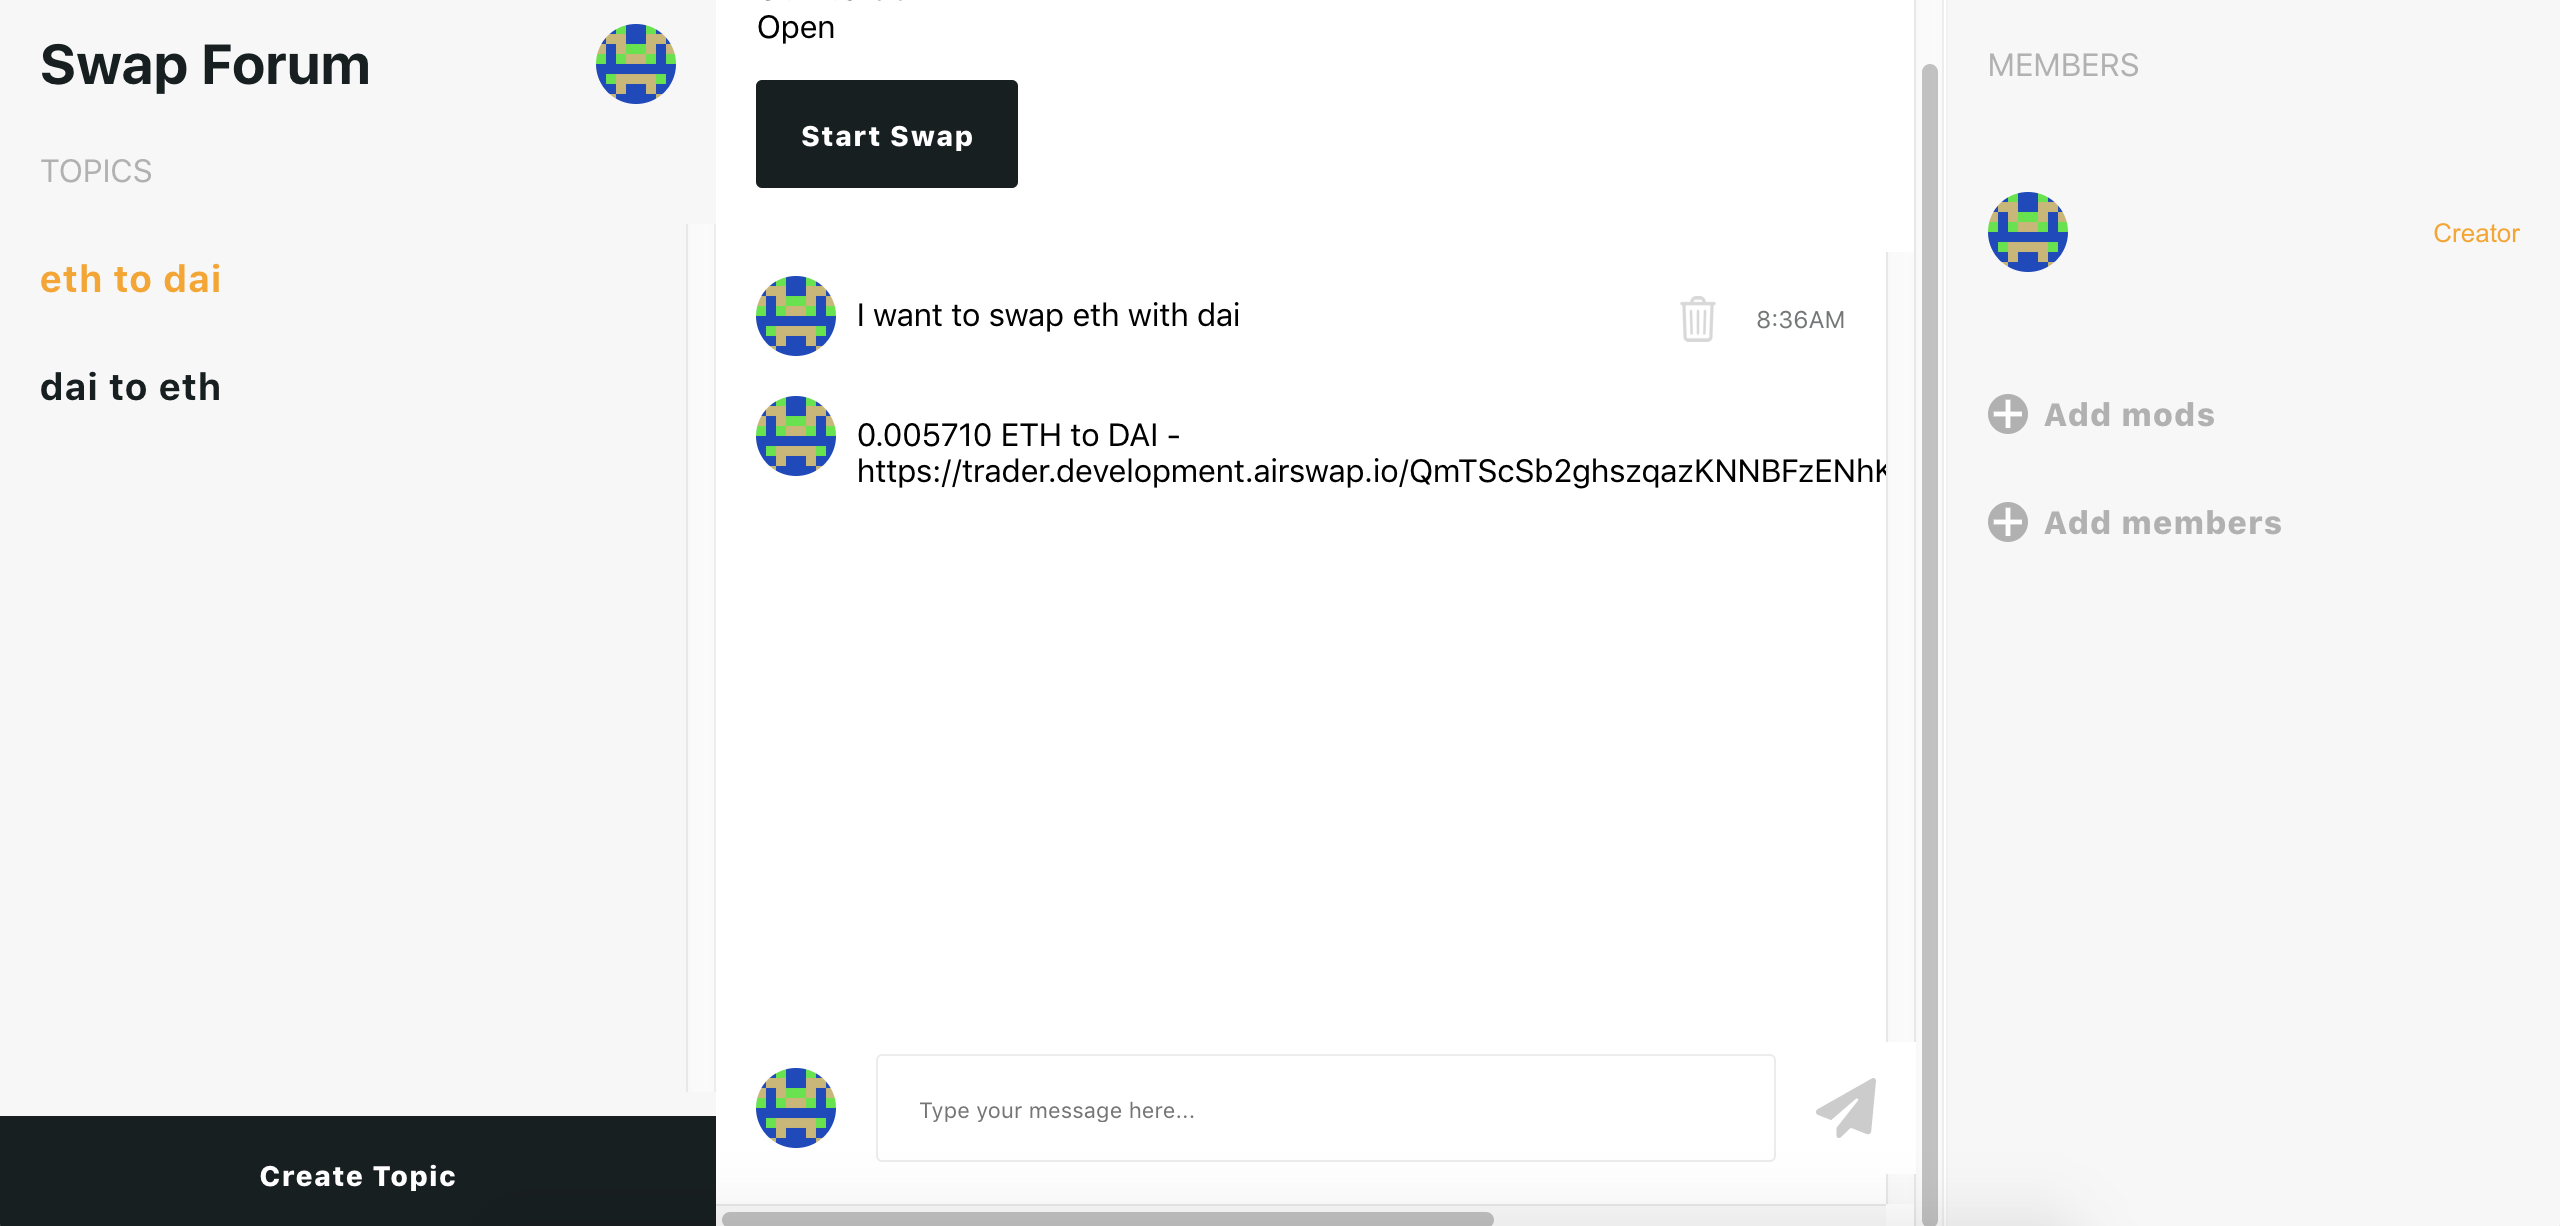 Swap Forum
TOPICS
eth to dai
dai to eth
Create Topic
Open
Start Swap
I want to swap eth with dai
8:36AM
0.005710 ETH to DAI -
https://trader.development.airswap.io/QmTScSb2ghszqazKNNBFzENhK
Type your message here...
MEMBERS
Creator
Add mods
Add members